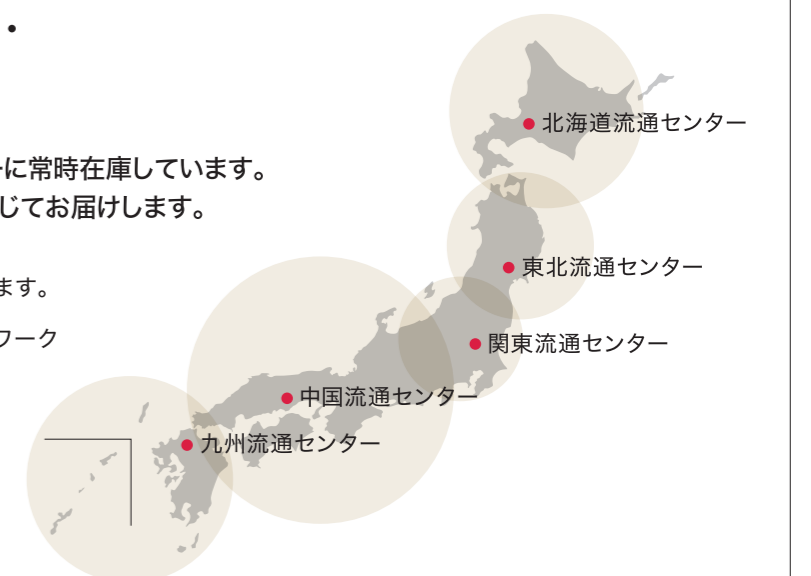 ・
に常時在庫しています。
じてお届けします。
ます。
ワーク
北海道流通センター
東北流通センター
関東流通センター
中国流通センター
九州流通センター